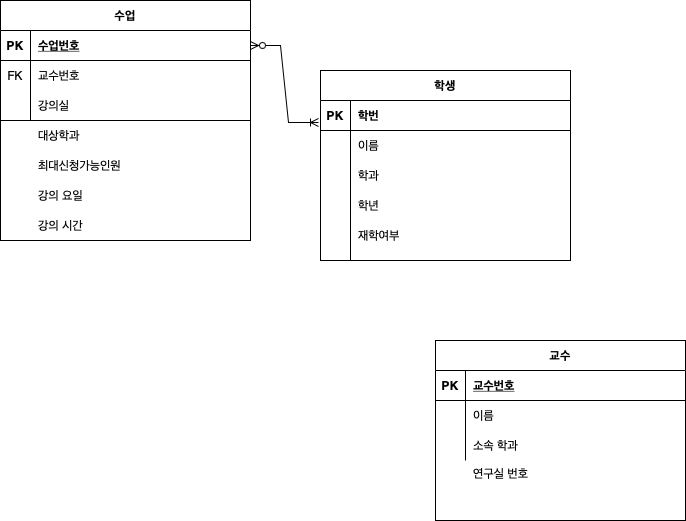 수업
PK 수업번호
FK 교수번호
강의실
대상학과
최대신청가능인원
강의 요일
강의 시간
학생
PK 학번
이름
학과
학년
재학여부
교수
PK 교수번호
이름
소속 학과
연구실 번호